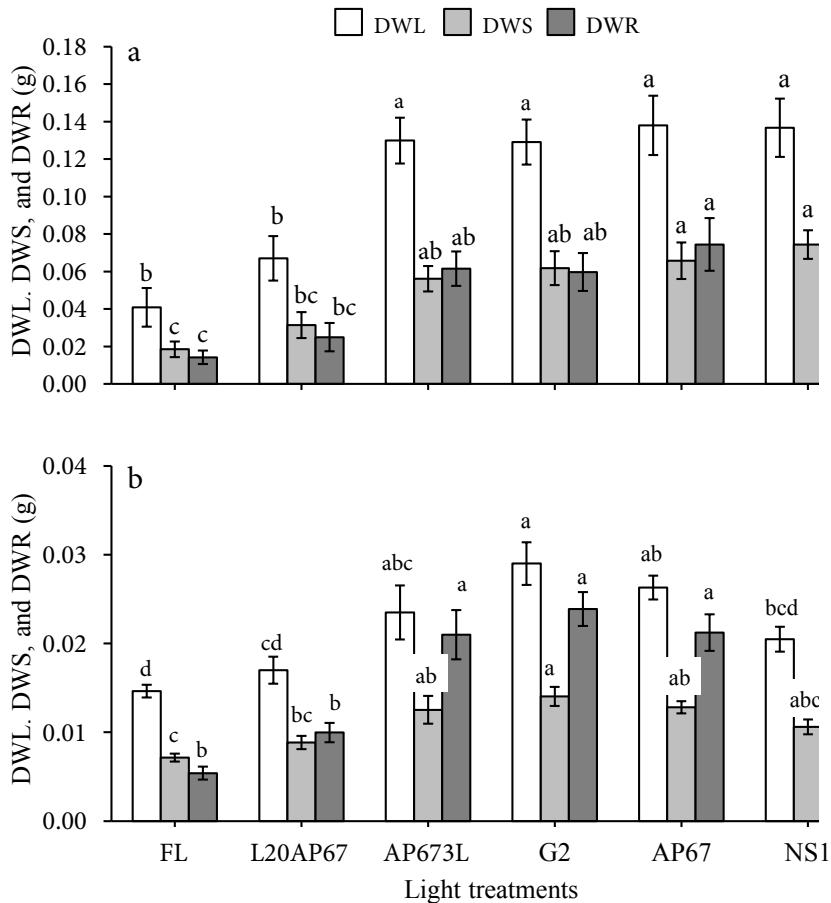 DWL DWS DWR
a
DWL. DWS, and DWR (g)
0.18
0.16
0.14
0.12
0.10
0.08
0.06
0.04
0.02
0.00
b c c
b bc bc
a ab ab
a ab ab
a a a
a a
b
DWL. DWS, and DWR (g)
0.04
0.03
0.02
0.01
0.00
d c b
cd bc b
abc ab a
a a a
ab ab a
bcd abc
FL L20AP67 AP673L G2 AP67 NS1
Light treatments